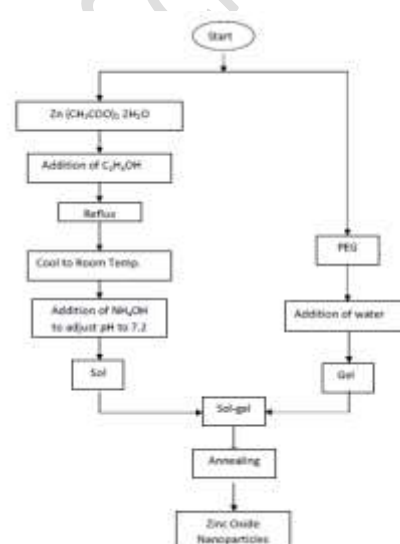 Start
Zn (CH₃COO)₂ 2H₂O
Addition of C₂H₅OH
Reflux
Cool to Room Temp.
Addition of NH₄OH
to adjust pH to 7.2
Sol
PEG
Addition of water
Gel
Sol-gel
Annealing
Zinc Oxide
Nanoparticles